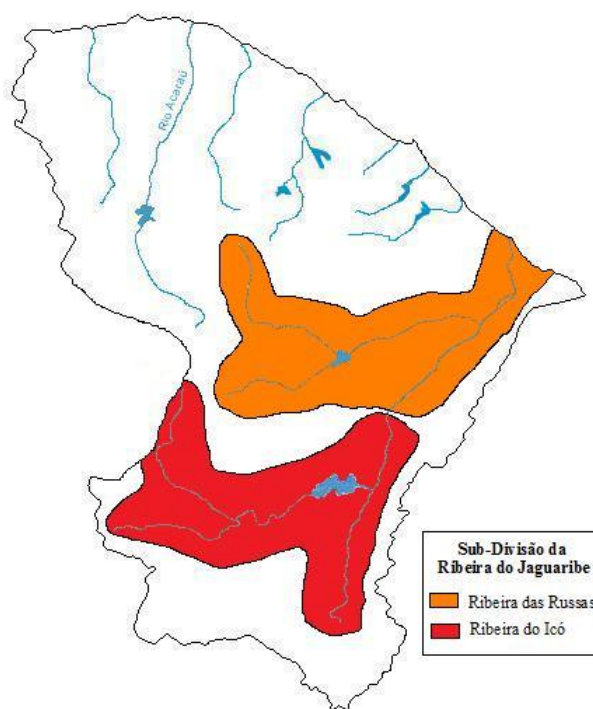 Rio Acaraú
Sub-Divisão da
Ribeira do Jaguaribe
Ribeira das Russas
Ribeira do Icó